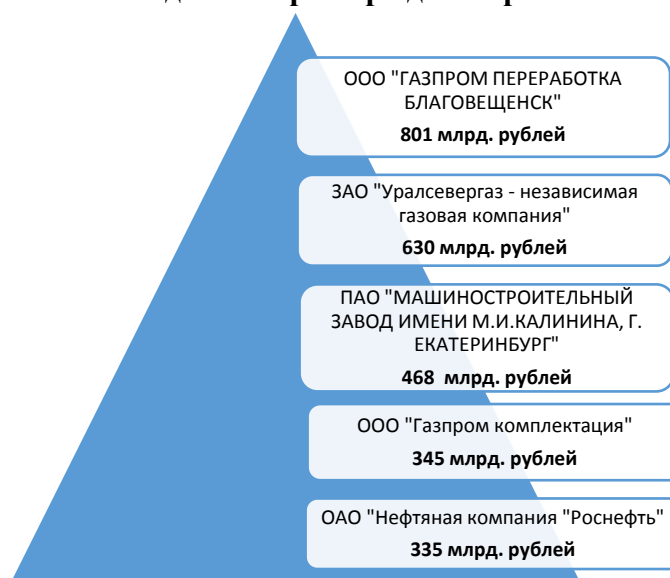 ООО "ГАЗПРОМ ПЕРЕРАБОТКА
БЛАГОВЕЩЕНСК"
801 млрд. рублей
ЗАО "Уралсевергаз - независимая
газовая компания"
630 млрд. рублей
ПАО "МАШИНОСТРОИТЕЛЬНЫЙ
ЗАВОД ИМЕНИ М.И.КАЛИНИНА, Г.
ЕКАТЕРИНБУРГ"
468 млрд. рублей
ООО "Газпром комплектация"
345 млрд. рублей
ОАО "Нефтяная компания "Роснефть"
335 млрд. рублей